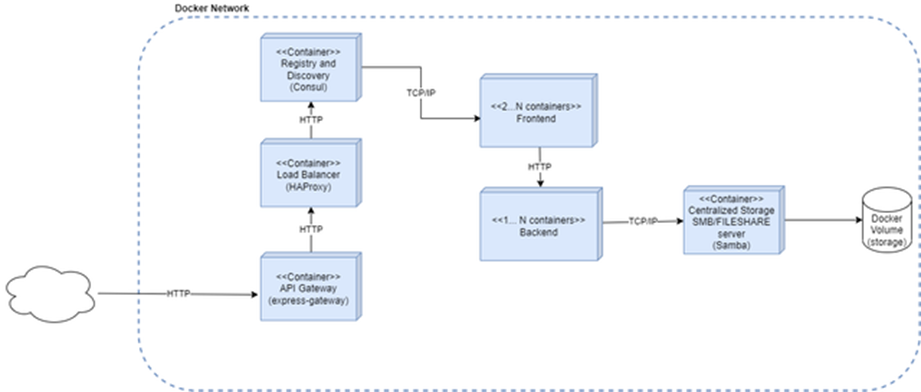 Docker Network
<<Container>>
Registry and
Discovery
(Consul)
TCP/IP
<<2...N containers>>
Frontend
HTTP
<<Container>>
Load Balancer
(HAProxy)
HTTP
<<1... N containers>>
Backend
TCP/IP
<<Container>>
Centralized Storage
SMB/FILESHARE
server
(Samba)
Docker
Volume
(storage)
HTTP
<<Container>>
API Gateway
(express-gateway)
HTTP